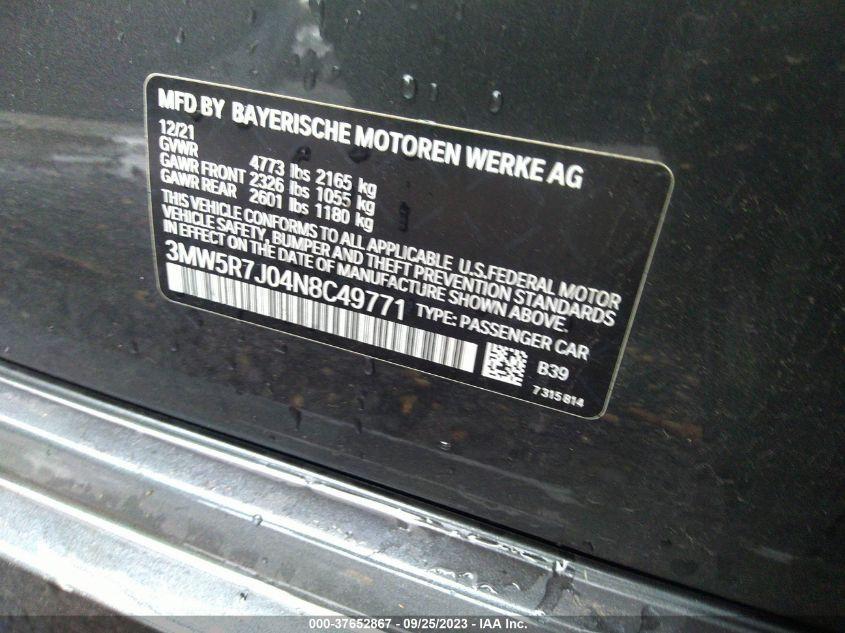 MFD BY BAYERISCHE MOTOREN WERKE AG
12/21
GVWR 4773 lbs 2165 kg
GAWR FRONT 2326 lbs 1055 kg
GAWR REAR 2601 lbs 1180 kg
THIS VEHICLE CONFORMS TO ALL APPLICABLE U.S.FEDERAL MOTOR
VEHICLE SAFETY, BUMPER AND THEFT PREVENTION STANDARDS
IN EFFECT ON THE DATE OF MANUFACTURE SHOWN ABOVE.
3MW5R7J04N8C49771 TYPE: PASSENGER CAR
B39
7315814
000-37652867 - 09/25/2023 - IAA Inc.